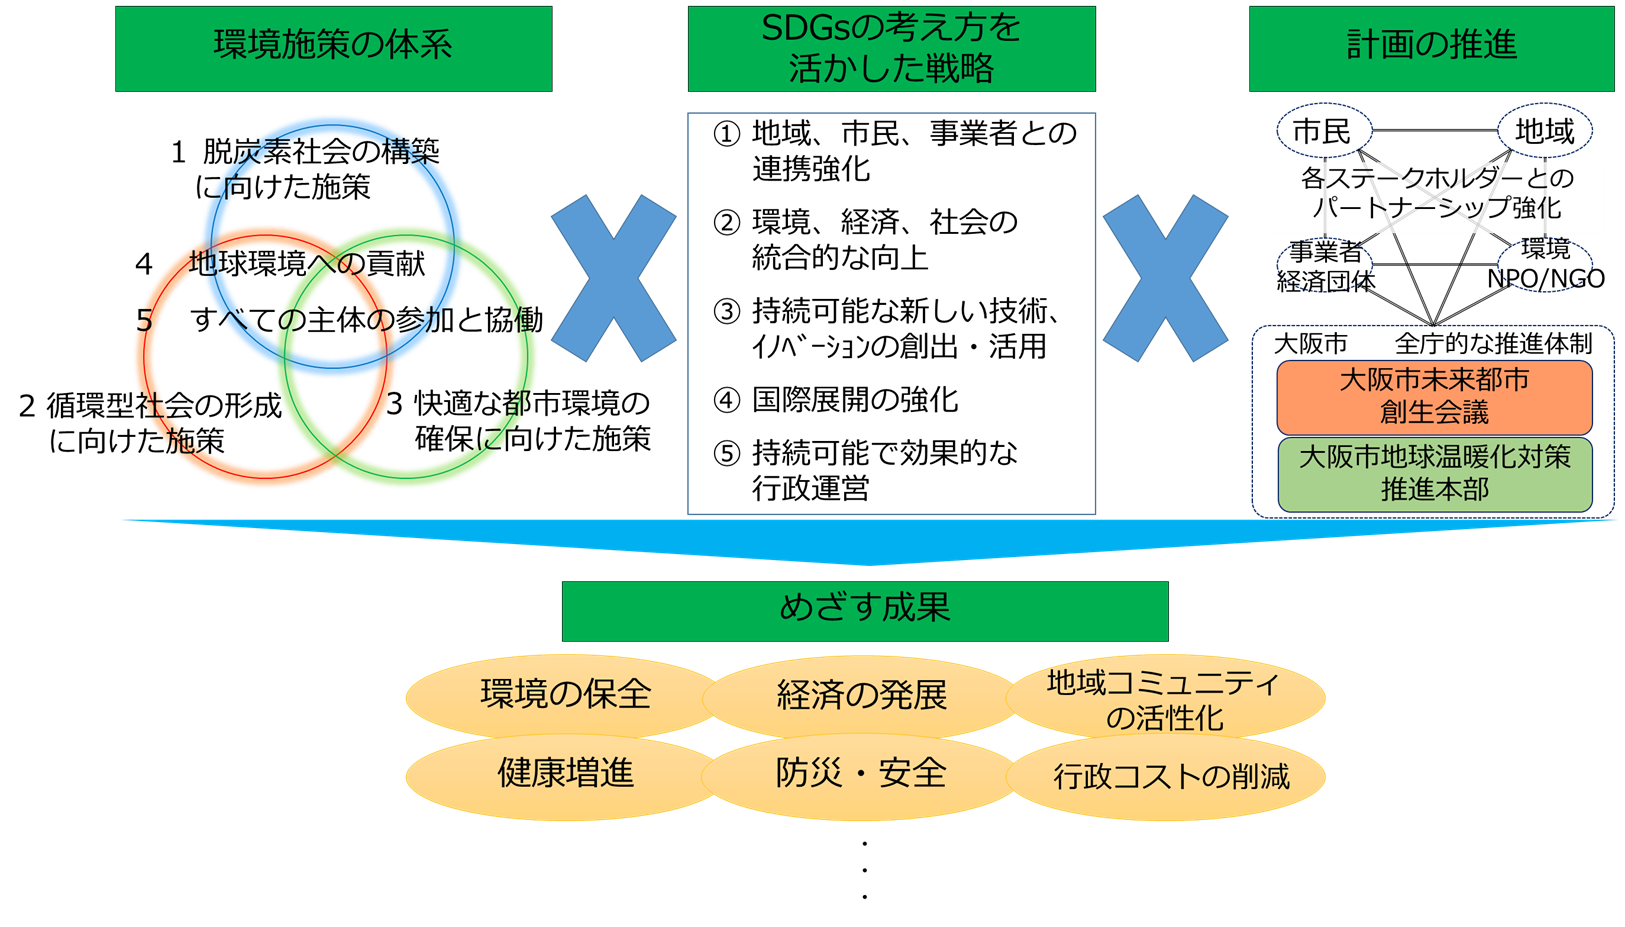 環境施策の体系
1 脱炭素社会の構築
に向けた施策
4 地球環境への貢献
5 すべての主体の参加と協働
2 循環型社会の形成
に向けた施策
3 快適な都市環境の
確保に向けた施策
SDGsの考え方を
活かした戦略
① 地域、市民、事業者との
連携強化
② 環境、経済、社会の
統合的な向上
③ 持続可能な新しい技術、
ｲﾉﾍﾞｰｼｮﾝの創出・活用
④ 国際展開の強化
⑤ 持続可能で効果的な
行政運営
計画の推進
市民
地域
各ステークホルダーとの
パートナーシップ強化
事業者
経済団体
環境
NPO/NGO
大阪市 全庁的な推進体制
大阪市未来都市
創生会議
大阪市地球温暖化対策
推進本部
めざす成果
環境の保全
経済の発展
地域コミュニティ
の活性化
健康増進
防災・安全
行政コストの削減
・
・
・